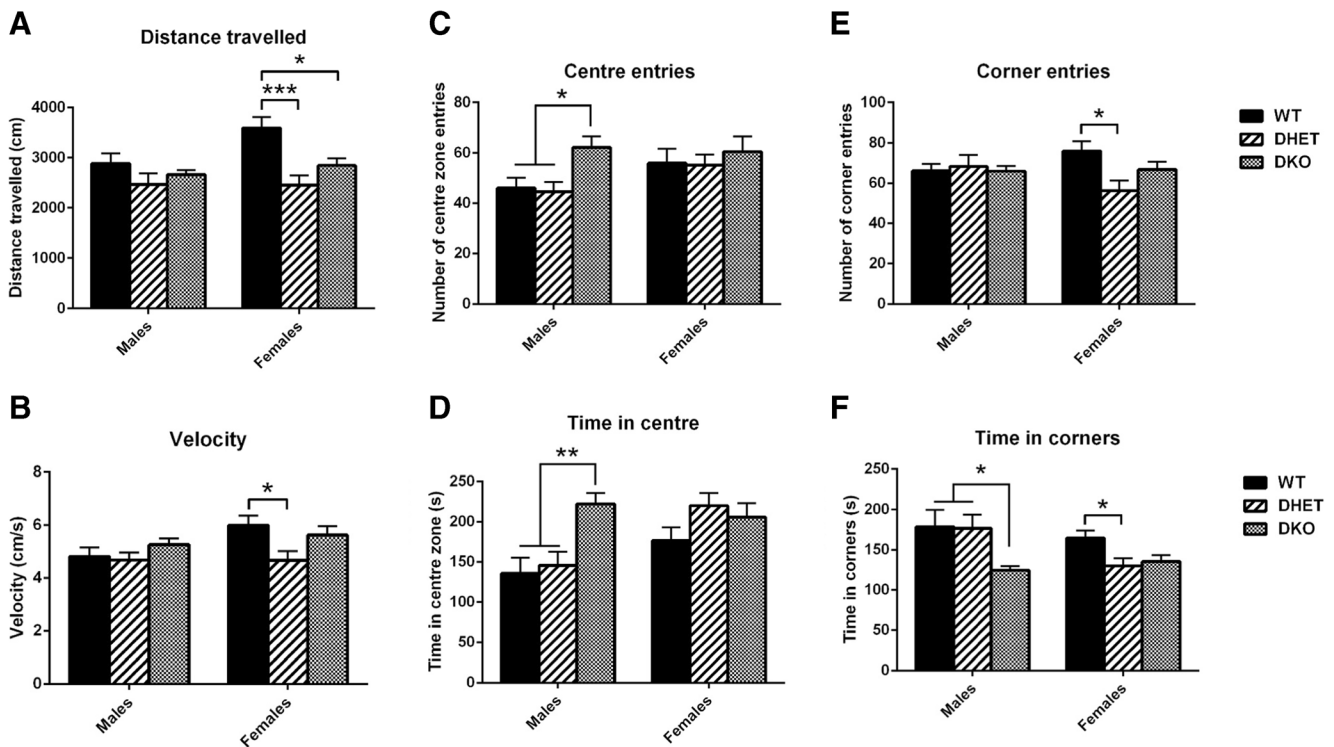 A
Distance travelled
Distance travelled (cm)
4000
3000
2000
1000
0
***
*
Males
Females
C
Centre entries
Number of centre zone entries
80
60
40
20
0
*
Males
Females
E
Corner entries
Number of corner entries
100
80
60
40
20
0
*
Males
Females
WT
DHET
DKO
B
Velocity
Velocity (cm/s)
8
6
4
2
0
*
Males
Females
D
Time in centre
Time in centre zone (s)
250
200
150
100
50
0
**
Males
Females
F
Time in corners
Time in corners (s)
250
200
150
100
50
0
*
*
Males
Females
WT
DHET
DKO